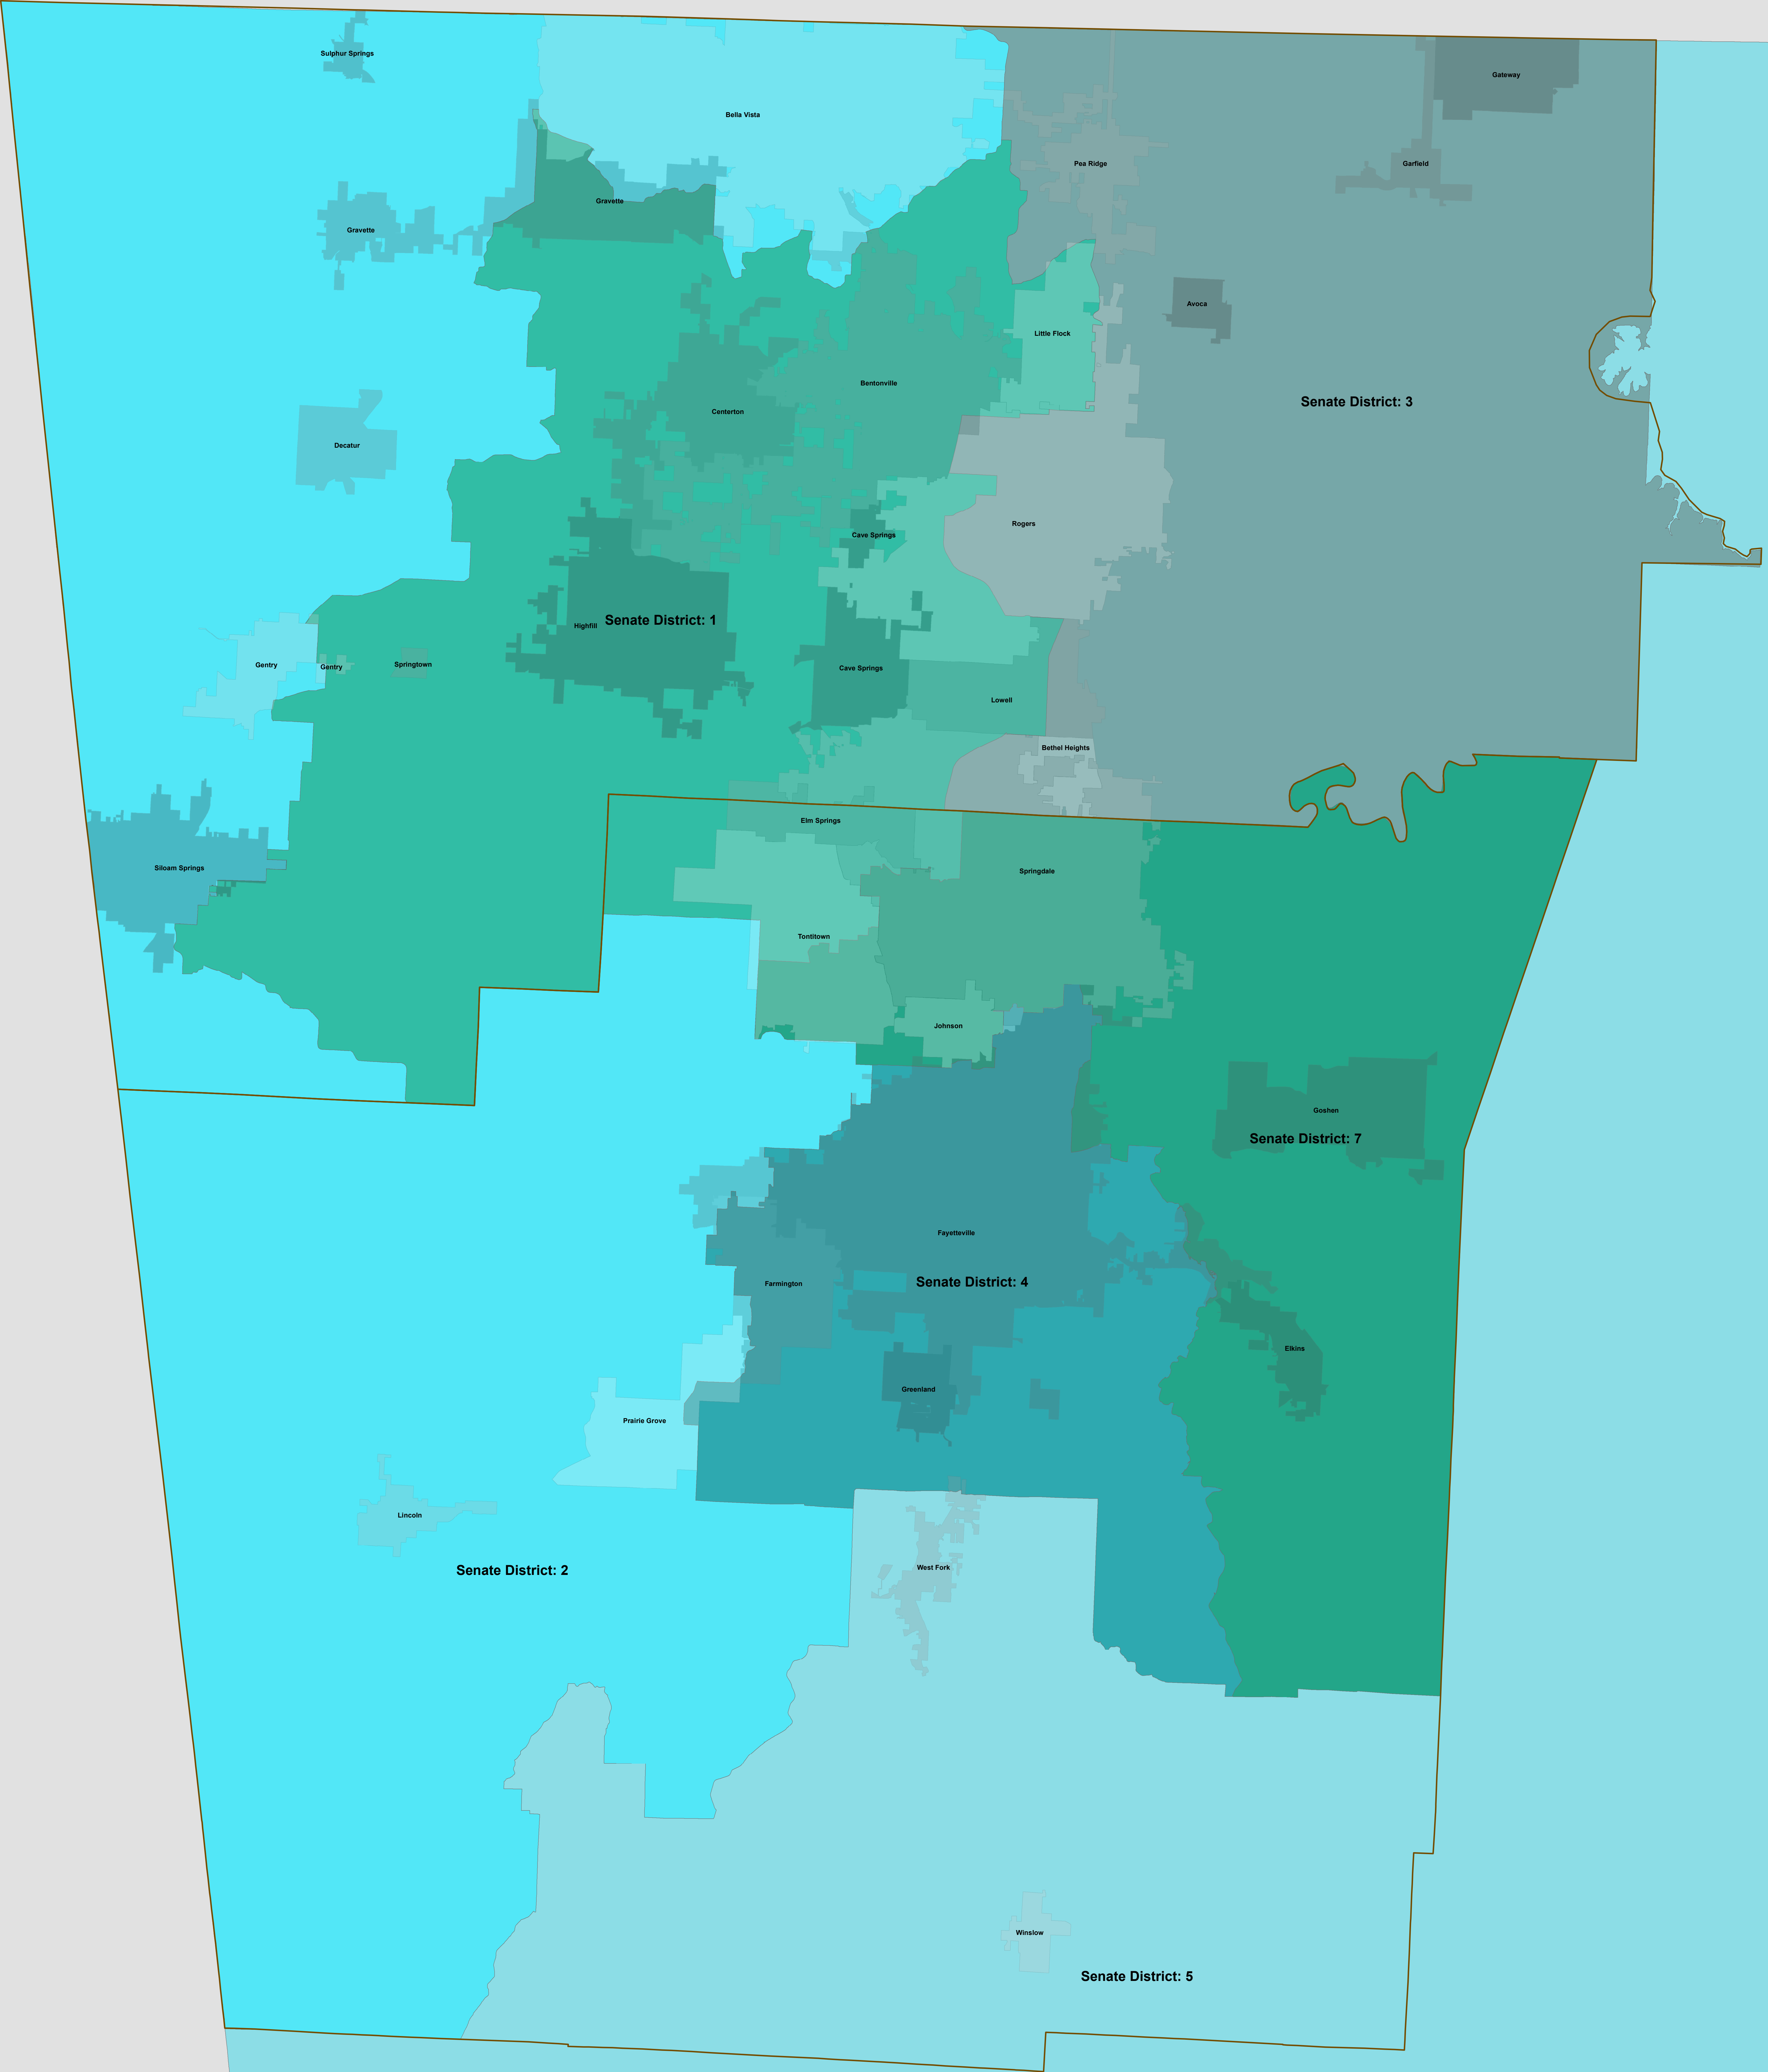 Sulphur Springs
Gateway
Bella Vista
Pea Ridge
Garfield
Gravette
Gravette
Avoca
Little Flock
Bentonville
Senate District: 3
Centerton
Decatur
Rogers
Cave Springs
Senate District: 1
Highfill
Gentry
Gentry
Springtown
Cave Springs
Lowell
Bethel Heights
Elm Springs
Siloam Springs
Springdale
Tontitown
Johnson
Goshen
Senate District: 7
Fayetteville
Senate District: 4
Farmington
Elkins
Greenland
Prairie Grove
Lincoln
West Fork
Senate District: 2
Winslow
Senate District: 5